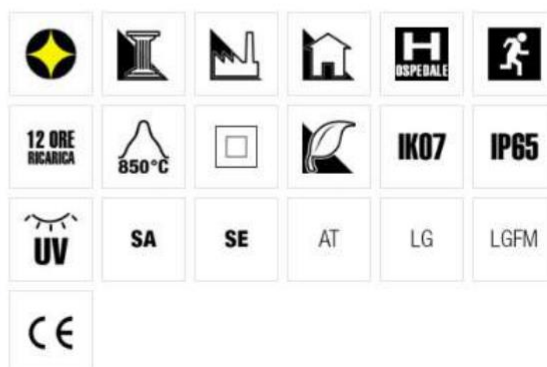 H
OSPEDALE
12 ORE
RICARICA
850°C
IK07
IP65
UV
SA
SE
AT
LG
LGFM
CE